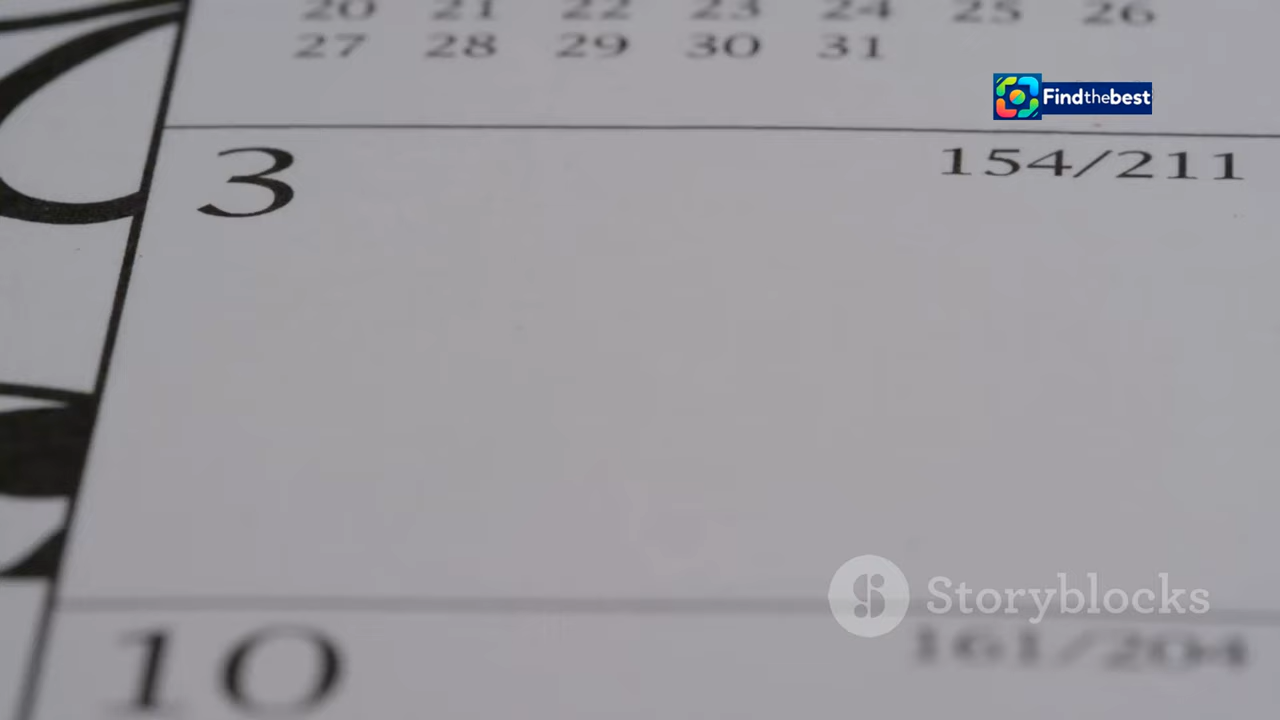 20 21 22 23 24 25 26
27 28 29 30 31
Findthebest
3 154/211
Storyblocks
10 161/204